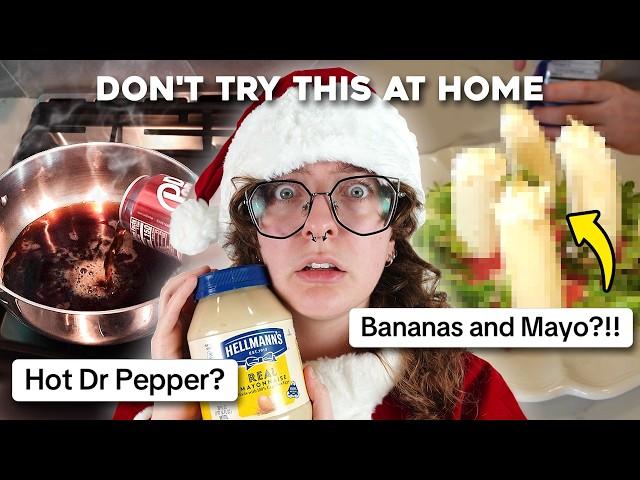 DON'T TRY THIS AT HOME
Bananas and Mayo?!!
Hot Dr Pepper?
HELLMANN'S
REAL
MAYONNAISE